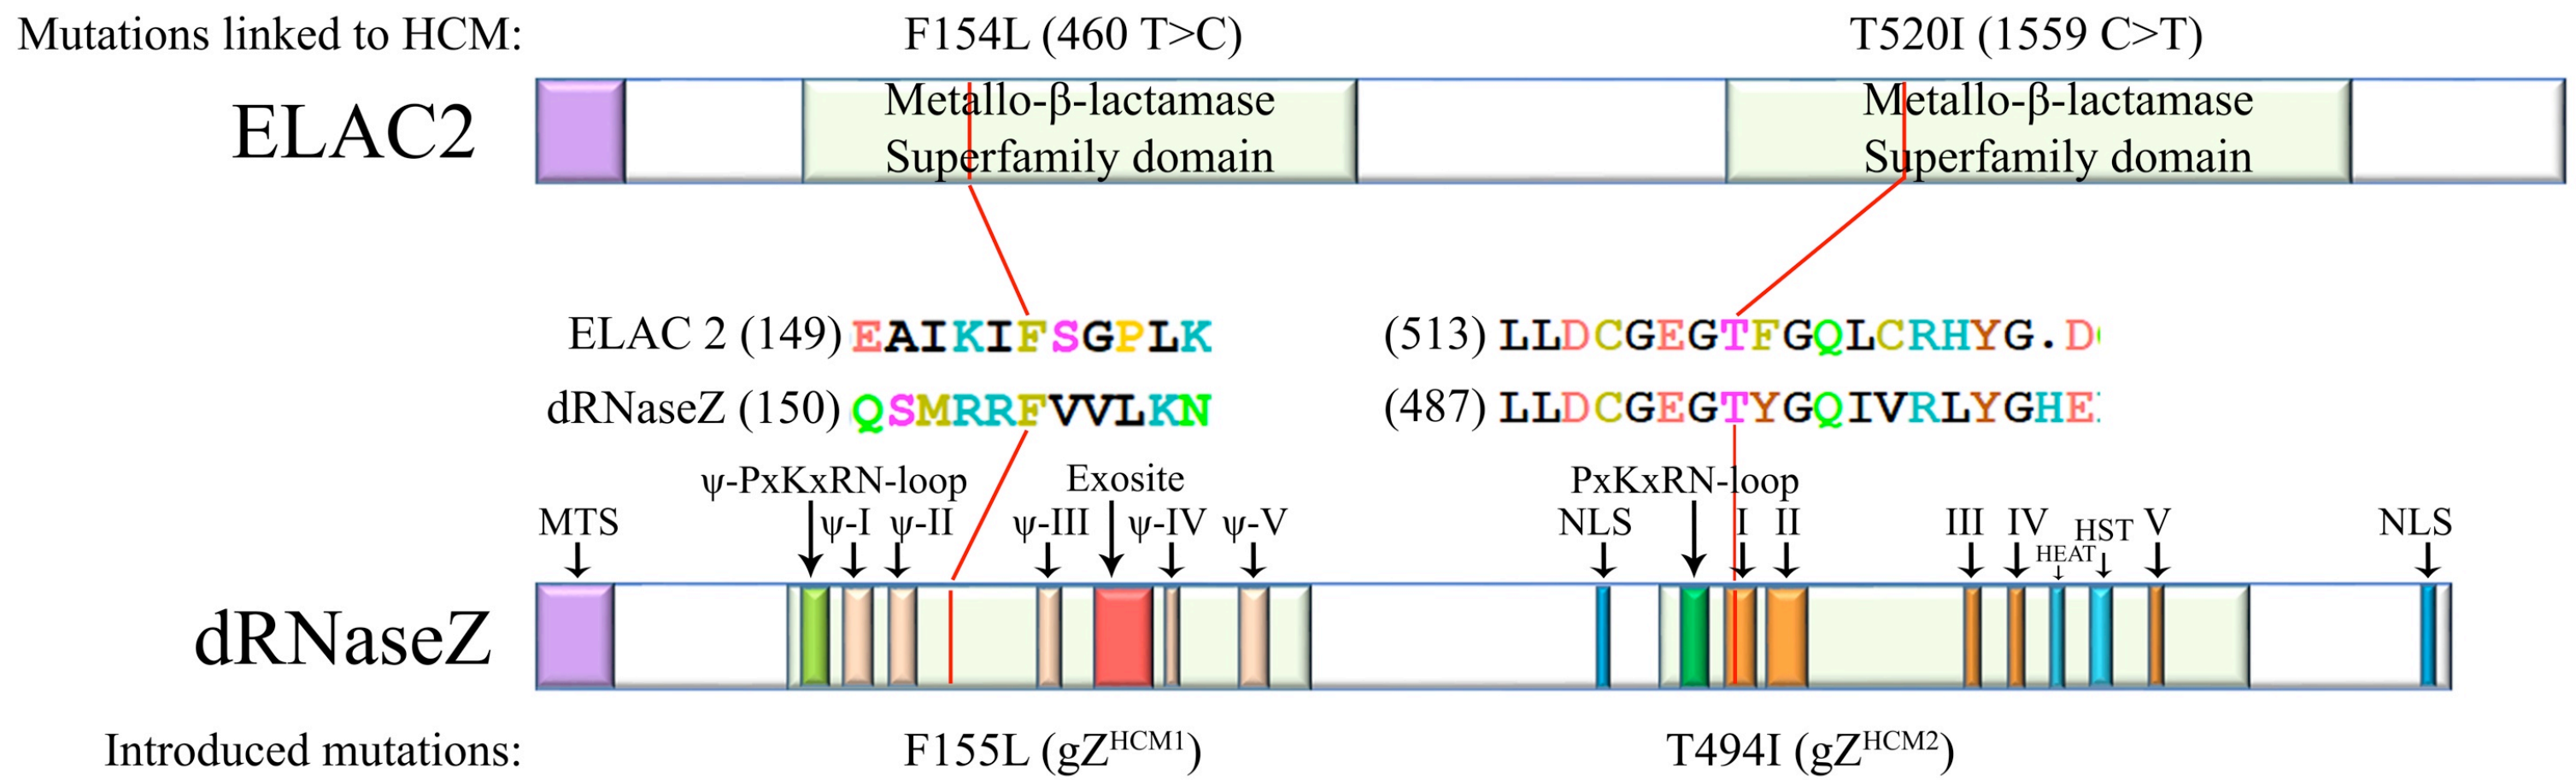 Mutations linked to HCM: F154L (460 T>C) T520I (1559 C>T)
ELAC2
Metallo-β-lactamase
Superfamily domain
Metallo-β-lactamase
Superfamily domain
ELAC 2 (149) EAIKIFSGPLK (513) LLDCGEGTFGQLCRHYG.D
dRNaseZ (150) QSMRRFVVLKN (487) LLDCGEGTYGQIVRLYGHE
ψ-PxKxRN-loop Exosite PxKxRN-loop
MTS ψ-I ψ-II ψ-III ψ-IV ψ-V NLS I II III IV HST V NLS
HEAT
dRNaseZ
Introduced mutations: F155L (gZHCM1) T494I (gZHCM2)